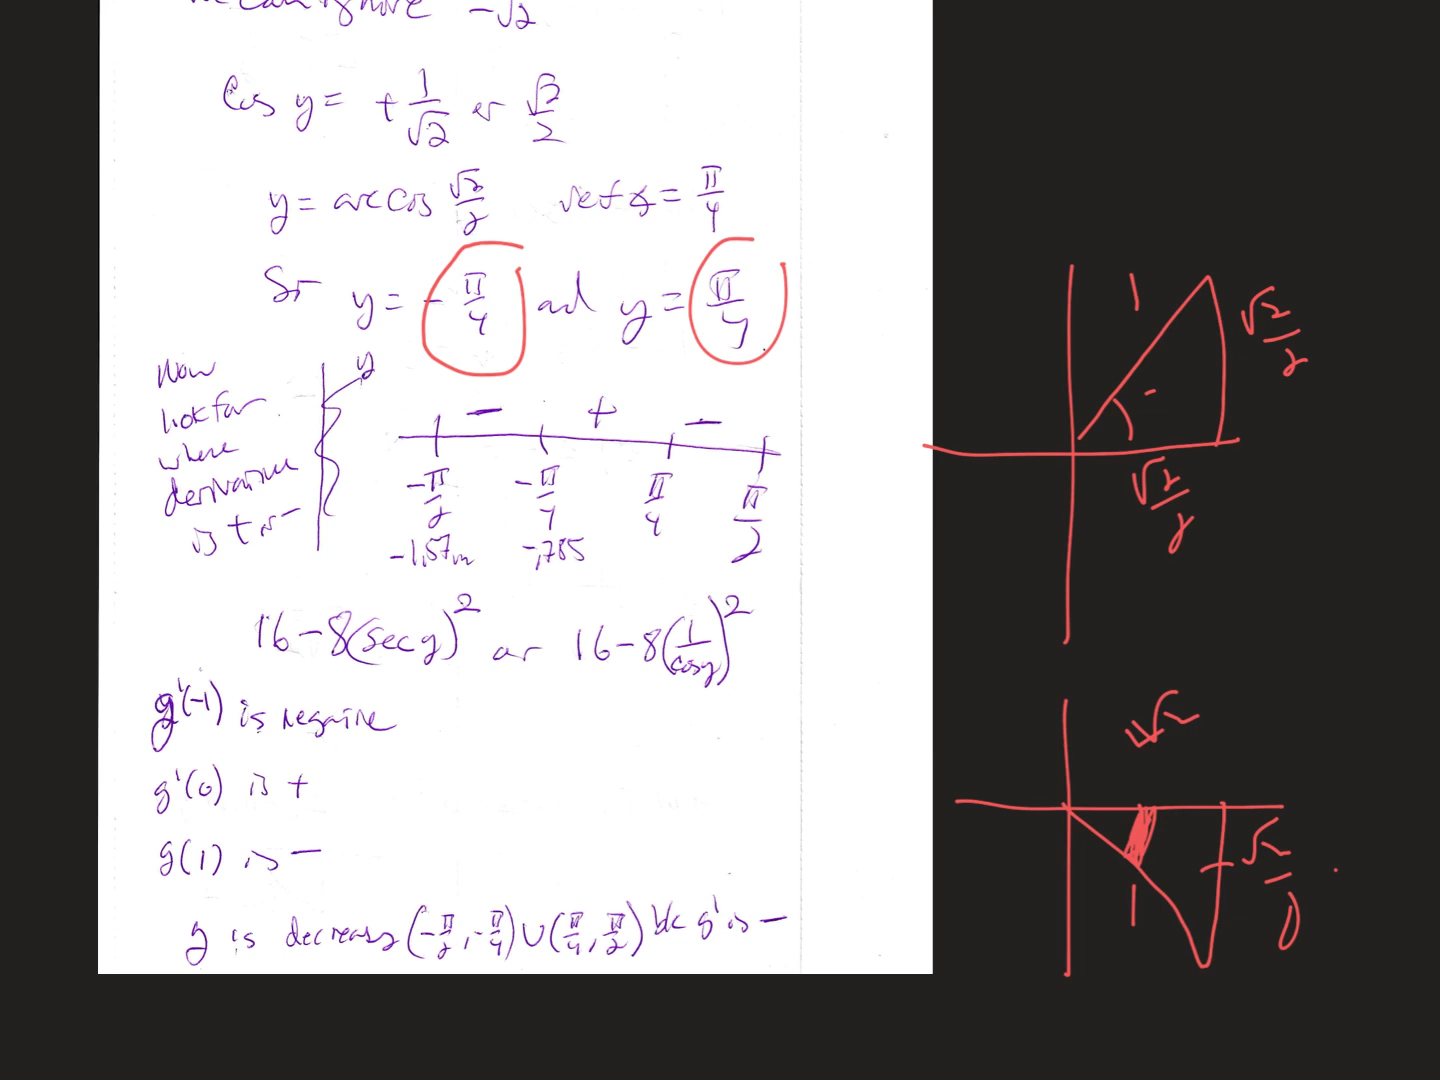 We can ignore -√2
Cos y = + 1/√2 or √2/2
y = arccos √2/2 ref ∠ = π/4
So y = - π/4 and y = π/4
Now
look for
where
derivative
is + or -
y
- + -
-π/2 -π/4 π/4 π/2
-1.57 -.785
16-8(sec y)^2 or 16-8(1/cos y)^2
g'(-1) is negative
g'(0) is +
g(1) is -
g is decreasing (-π/2, -π/4) ∪ (π/4, π/2) b/c g' is -
1
√2/2
√2/2
√2
1
√2